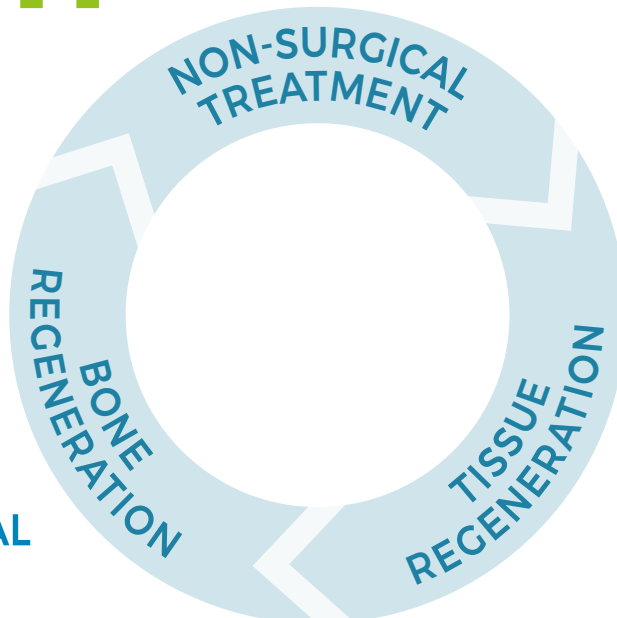 NON-SURGICAL
TREATMENT
TISSUE
REGENERATION
BONE
REGENERATION